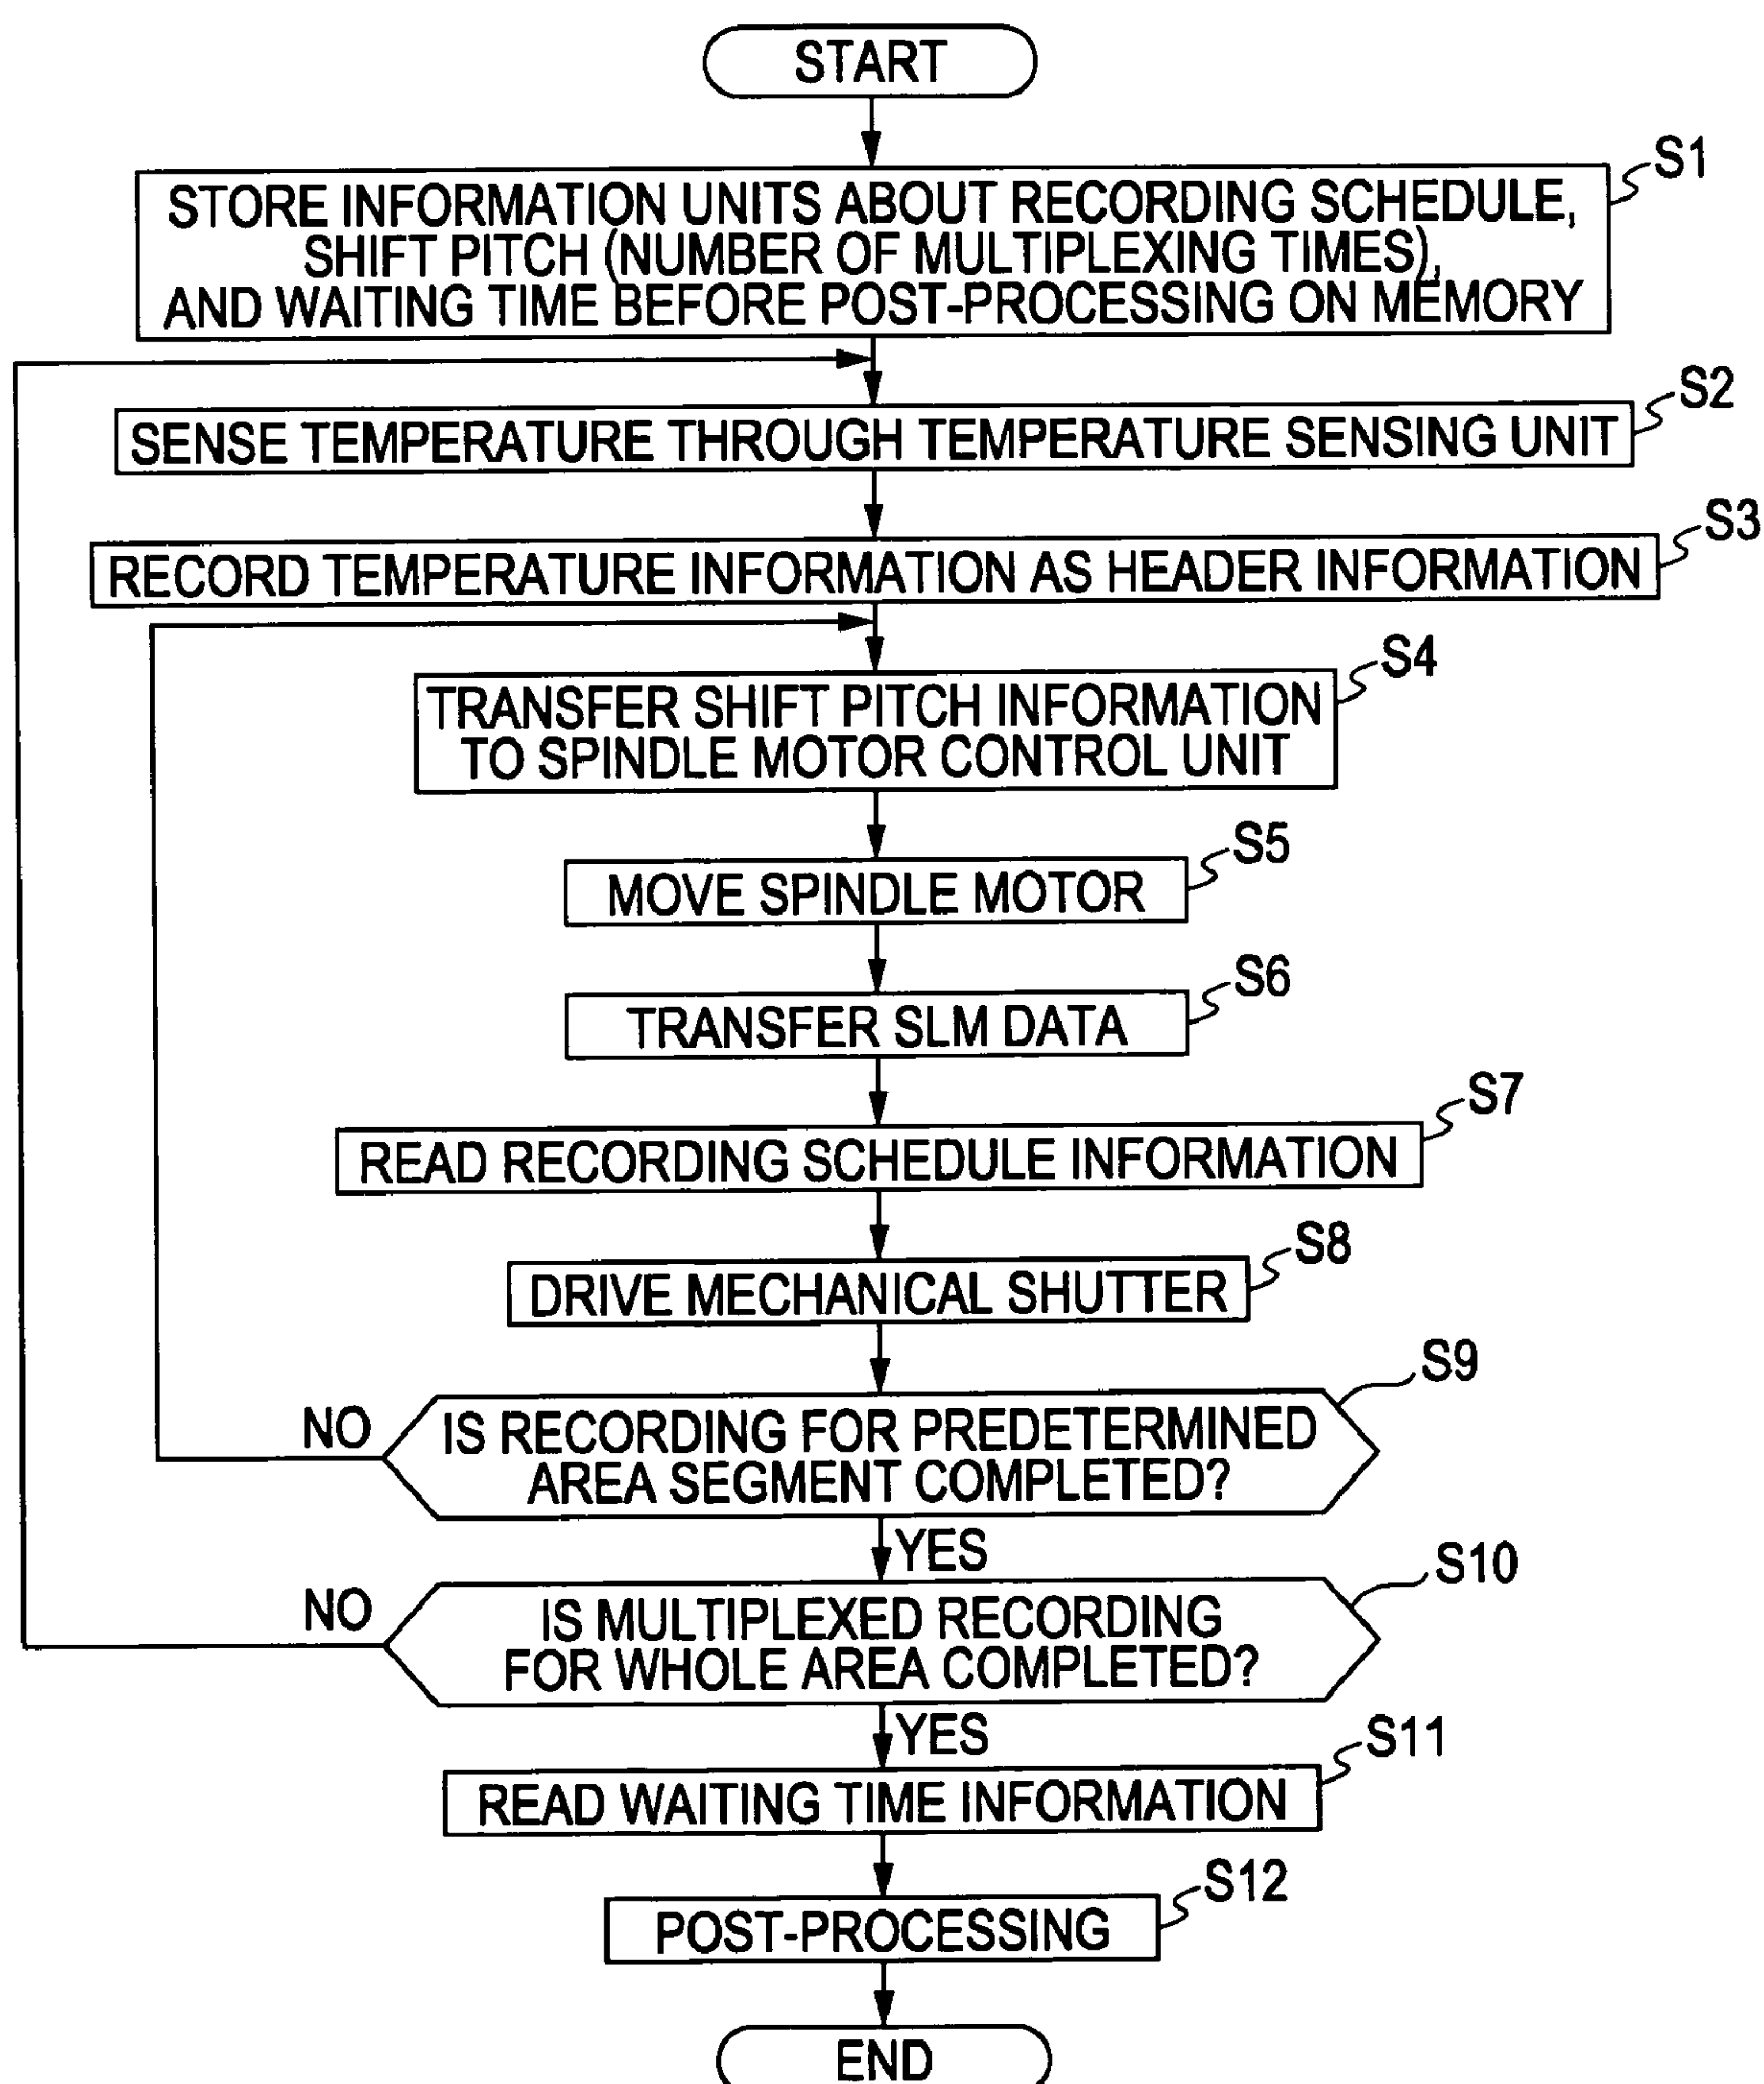 START
S1
STORE INFORMATION UNITS ABOUT RECORDING SCHEDULE,
SHIFT PITCH (NUMBER OF MULTIPLEXING TIMES),
AND WAITING TIME BEFORE POST-PROCESSING ON MEMORY
S2
SENSE TEMPERATURE THROUGH TEMPERATURE SENSING UNIT
S3
RECORD TEMPERATURE INFORMATION AS HEADER INFORMATION
S4
TRANSFER SHIFT PITCH INFORMATION
TO SPINDLE MOTOR CONTROL UNIT
S5
MOVE SPINDLE MOTOR
S6
TRANSFER SLM DATA
S7
READ RECORDING SCHEDULE INFORMATION
S8
DRIVE MECHANICAL SHUTTER
S9
NO
IS RECORDING FOR PREDETERMINED
AREA SEGMENT COMPLETED?
YES
S10
NO
IS MULTIPLEXED RECORDING
FOR WHOLE AREA COMPLETED?
YES
S11
READ WAITING TIME INFORMATION
S12
POST-PROCESSING
END